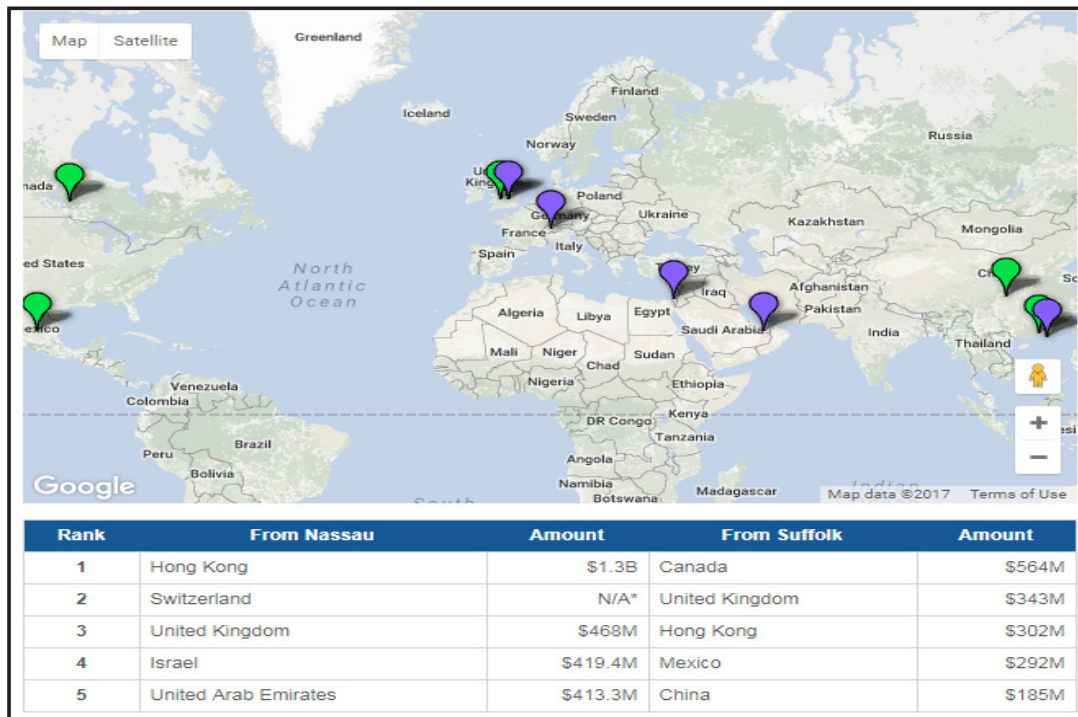 Map Satellite
Greenland
Iceland
Finland
Sweden
Norway
Russia
nada
Kingdom
Poland
Germany
Ukraine
Kazakhstan
Mongolia
France
Italy
Spain
ed States
North
Atlantic
Ocean
Iraq
Afghanistan
Pakistan
Algeria
Libya
Egypt
Saudi Arabia
India
Thailand
Mali
Niger
Chad
Sudan
Nigeria
Ethiopia
Venezuela
Colombia
DR Congo
Kenya
Tanzania
Brazil
Peru
Bolivia
Angola
Namibia
Botswana
Madagascar
Google
Map data ©2017 Terms of Use
Rank From Nassau Amount From Suffolk Amount
1 Hong Kong $1.3B Canada $564M
2 Switzerland N/A* United Kingdom $343M
3 United Kingdom $468M Hong Kong $302M
4 Israel $419.4M Mexico $292M
5 United Arab Emirates $413.3M China $185M